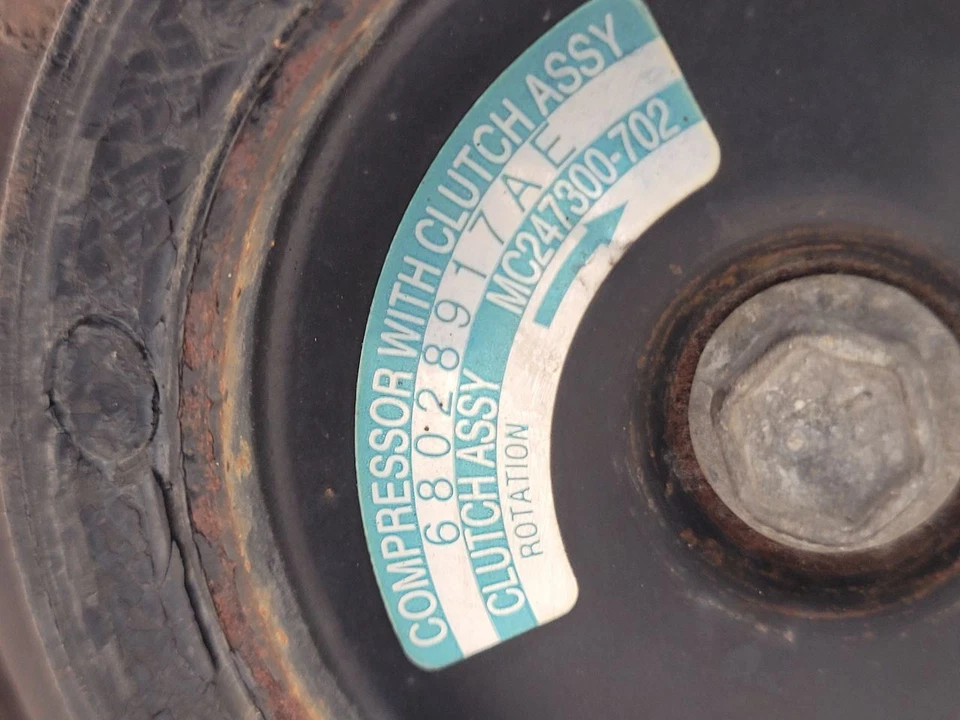 COMPRESSOR WITH CLUTCH ASSY
68028917AE
CLUTCH ASSY MC247300-702
ROTATION